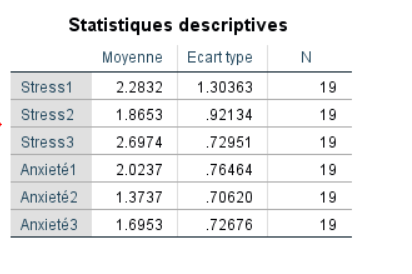 Statistiques descriptives
Moyenne Ecart type N
Stress1 2.2832 1.30363 19
Stress2 1.8653 .92134 19
Stress3 2.6974 .72951 19
Anxieté1 2.0237 .76464 19
Anxieté2 1.3737 .70620 19
Anxieté3 1.6953 .72676 19